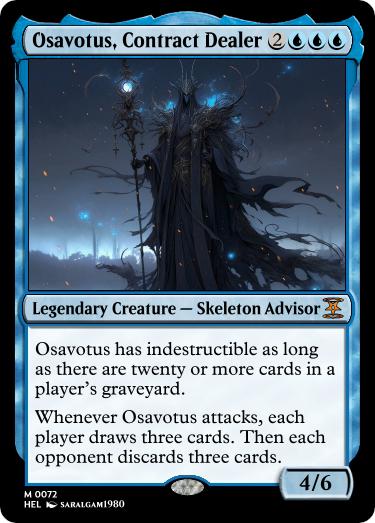 Osavotus, Contract Dealer 2
Legendary Creature — Skeleton Advisor
Osavotus has indestructible as long
as there are twenty or more cards in a
player's graveyard.
Whenever Osavotus attacks, each
player draws three cards. Then each
opponent discards three cards.
4/6
M 0072
HEL SARALGAM1980